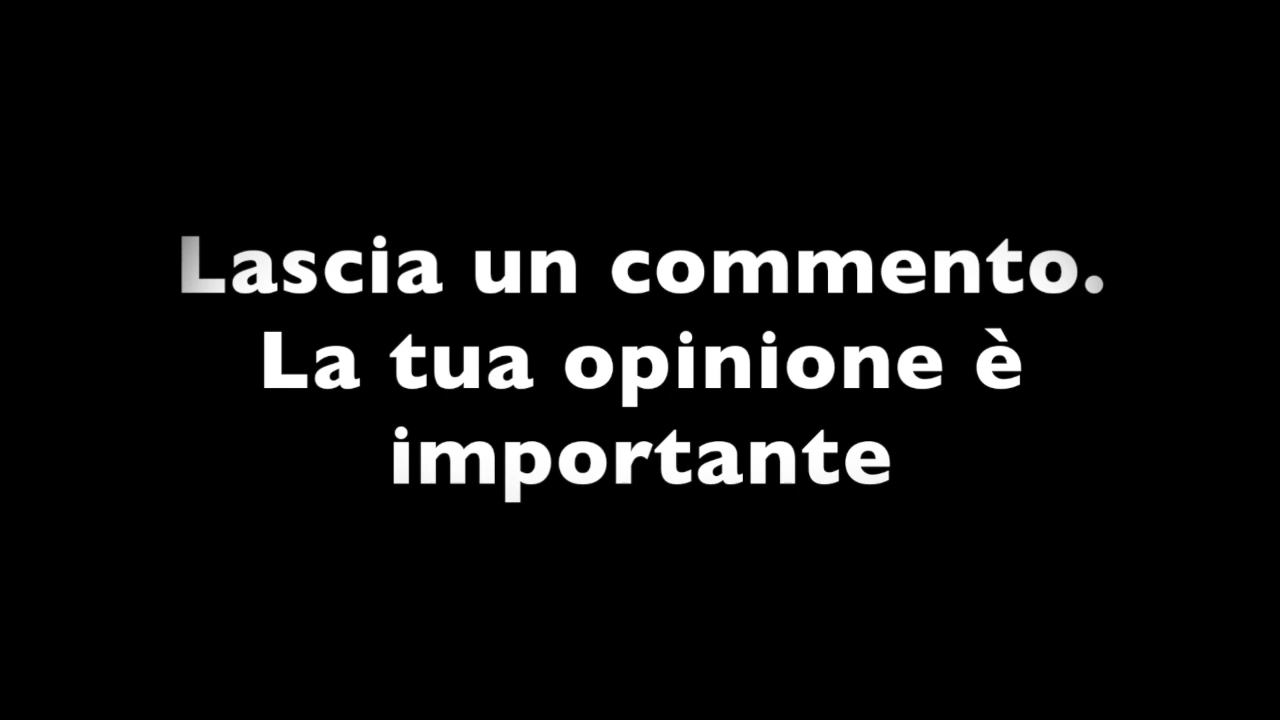 Lascia un commento.
La tua opinione è
importante